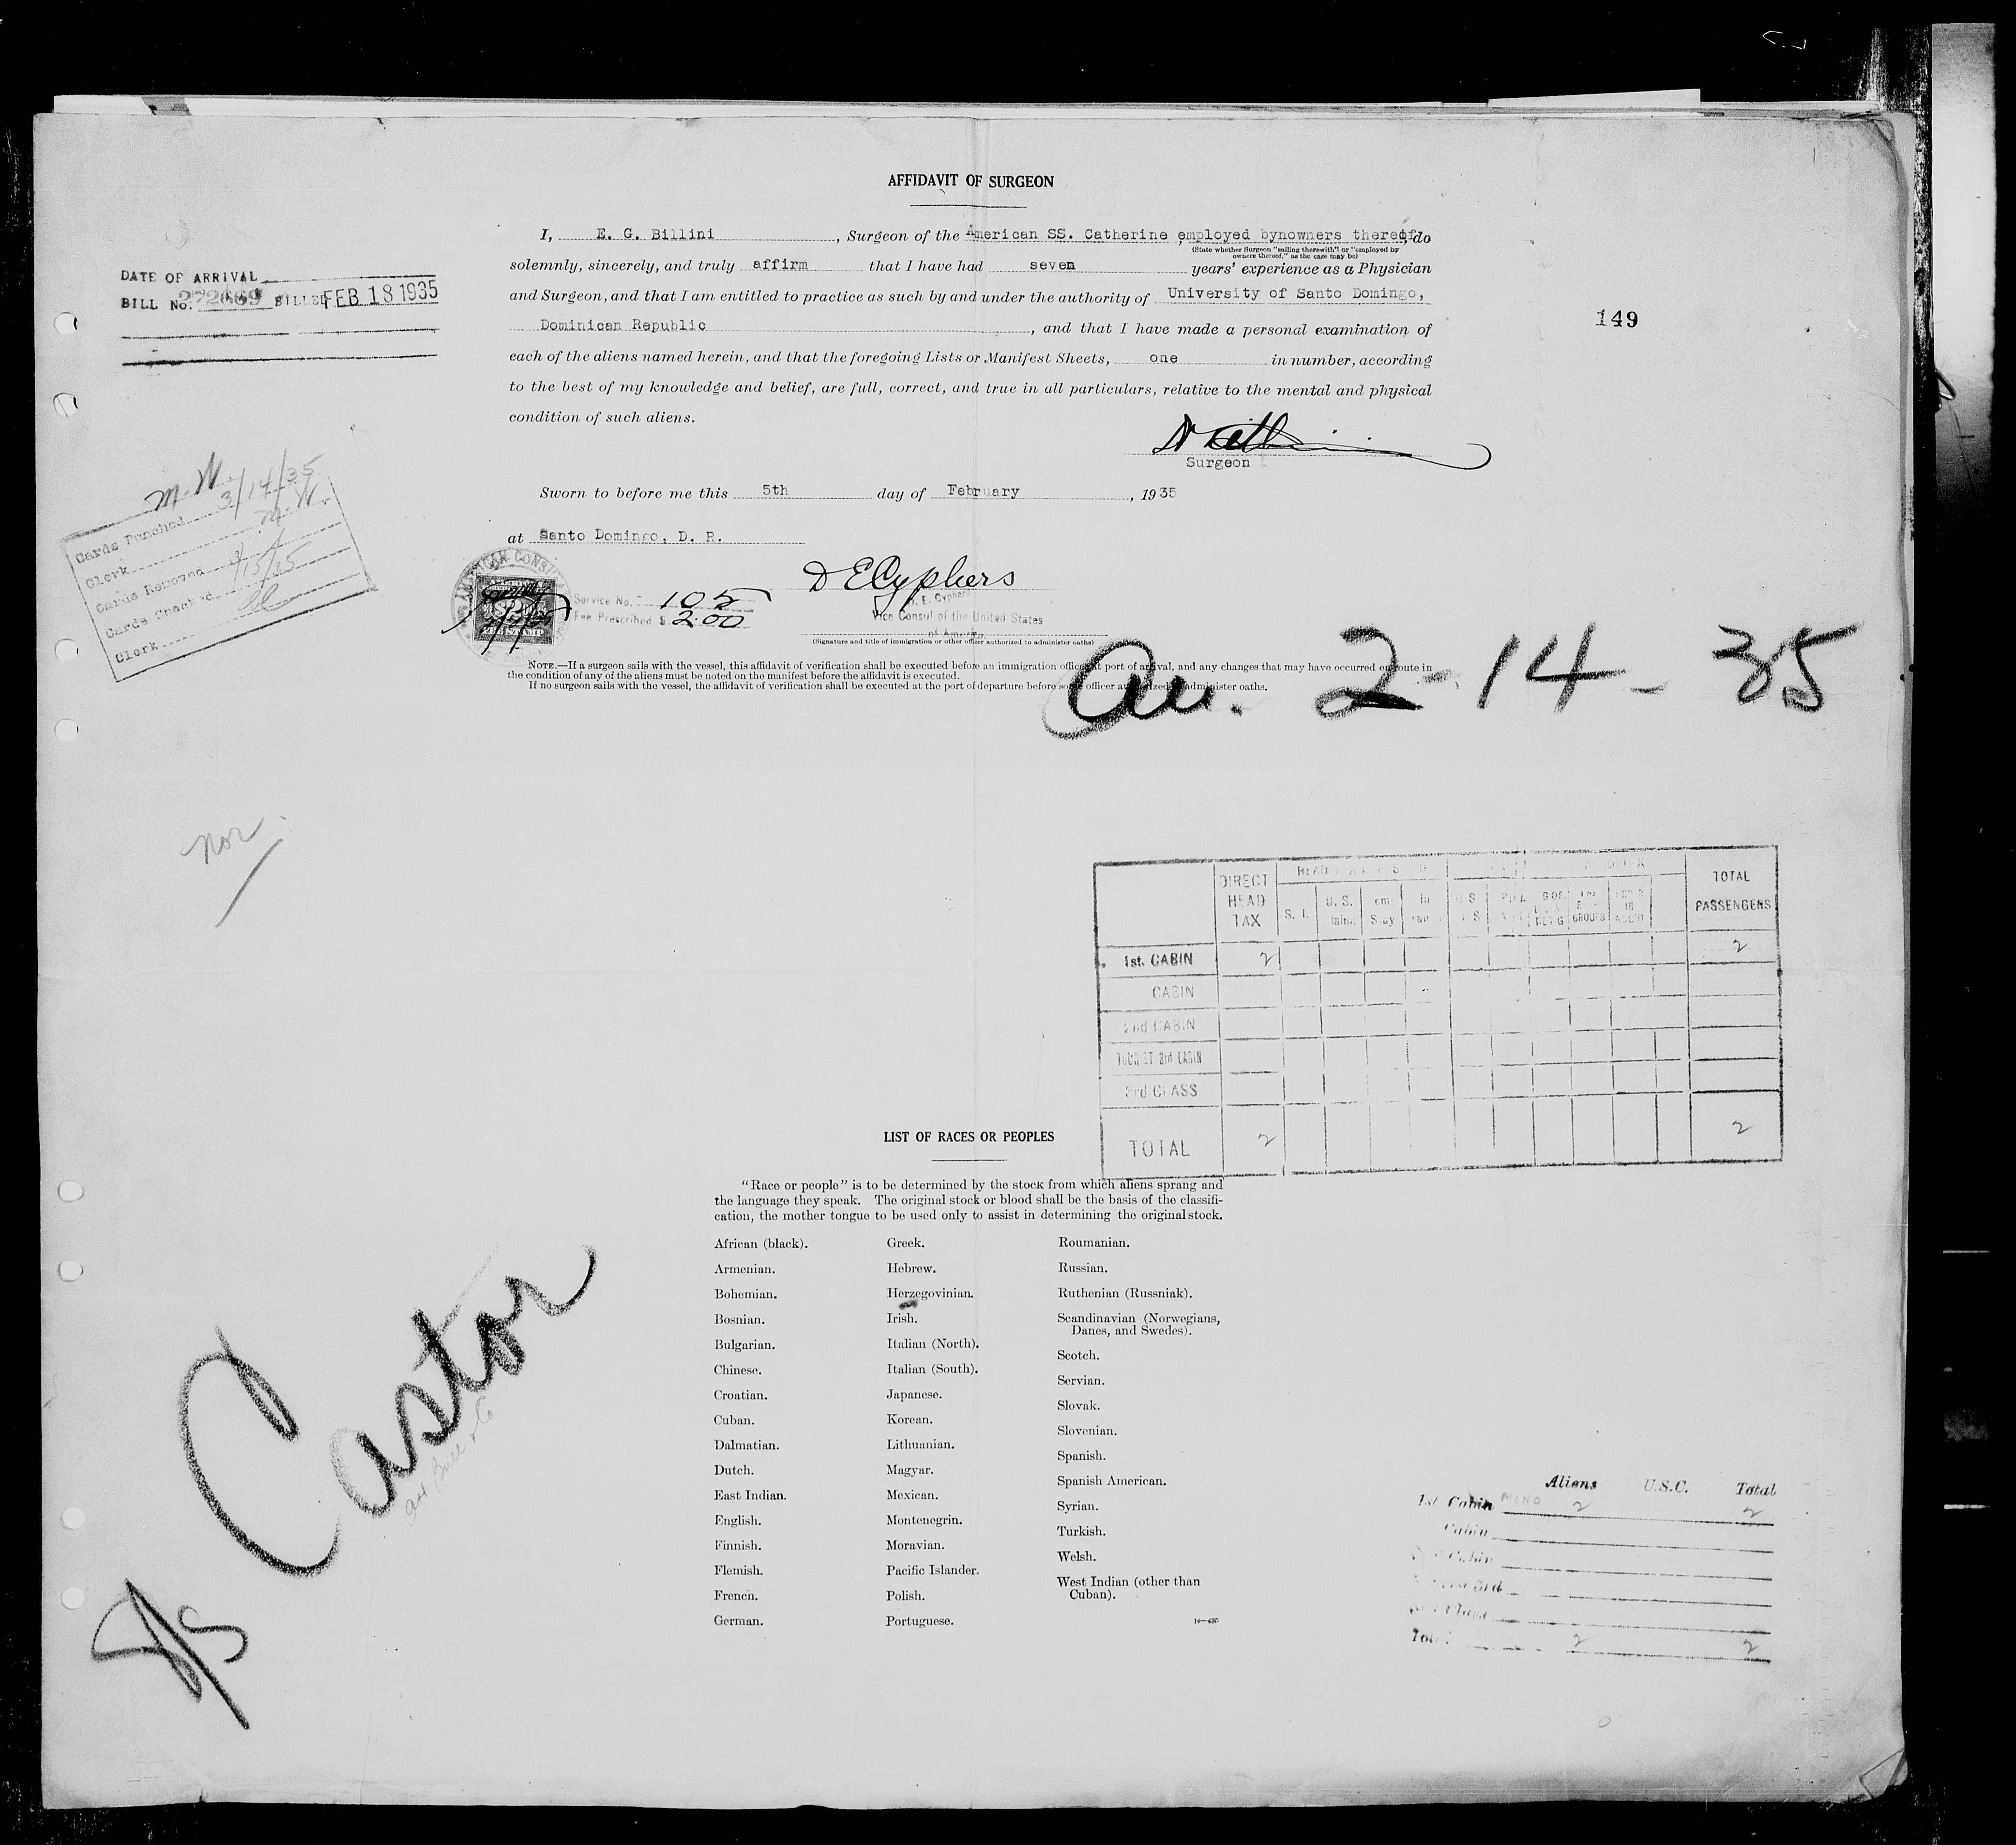 AFFIDAVIT OF SURGEON
I, E. G. Billini, Surgeon of the American SS. Catherine, employed bynowners thereof, do
(State whether Surgeon "sailing therewith" or "employed by
owners thereof," as the case may be)
solemnly, sincerely, and truly affirm that I have had seven years' experience as a Physician
and Surgeon, and that I am entitled to practice as such by and under the authority of University of Santo Domingo,
Dominican Republic, and that I have made a personal examination of
each of the aliens named herein, and that the foregoing Lists or Manifest Sheets, one in number, according
to the best of my knowledge and belief, are full, correct, and true in all particulars, relative to the mental and physical
condition of such aliens.
Surgeon
Sworn to before me this 5th day of February, 1935
at Santo Domingo, D. R.
D E Cyphers
D. E. Cyphers
Vice Consul of the United States
of America
(Signature and title of immigration or other officer authorized to administer oaths)
AMERICAN CONSUL
FEE STAMP
Service No. 105
Fee Prescribed $ 2.00
NOTE.—If a surgeon sails with the vessel, this affidavit of verification shall be executed before an immigration officer at port of arrival, and any changes that may have occurred en route in
the condition of any of the aliens must be noted on the manifest before the affidavit is executed.
If no surgeon sails with the vessel, the affidavit of verification shall be executed at the port of departure before some officer authorized to administer oaths.
DATE OF ARRIVAL
BILL No. BILLED FEB 18 1935
149
M. W. 3/14/35
Cards Punched
M. W.
Clerk
Cards Removed 3/15/35
Cards Checked
Clerk
Arr. 2-14-35
DIRECT HEAD TAX
S. I.
U. S.
TOTAL PASSENGERS
1st. CABIN 2 2
CABIN
2nd CABIN
TOURIST 3rd CABIN
3rd CLASS
TOTAL 2 2
LIST OF RACES OR PEOPLES
"Race or people" is to be determined by the stock from which aliens sprang and
the language they speak. The original stock or blood shall be the basis of the classifi-
cation, the mother tongue to be used only to assist in determining the original stock.
African (black).
Armenian.
Bohemian.
Bosnian.
Bulgarian.
Chinese.
Croatian.
Cuban.
Dalmatian.
Dutch.
East Indian.
English.
Finnish.
Flemish.
French.
German.
Greek.
Hebrew.
Herzegovinian.
Irish.
Italian (North).
Italian (South).
Japanese.
Korean.
Lithuanian.
Magyar.
Mexican.
Montenegrin.
Moravian.
Pacific Islander.
Polish.
Portuguese.
Roumanian.
Russian.
Ruthenian (Russniak).
Scandinavian (Norwegians,
Danes, and Swedes).
Scotch.
Servian.
Slovak.
Slovenian.
Spanish.
Spanish American.
Syrian.
Turkish.
Welsh.
West Indian (other than
Cuban).
S/S Castor
Aliens U.S.C. Total
1st Cabin 2 2
Cabin
Total 2 2